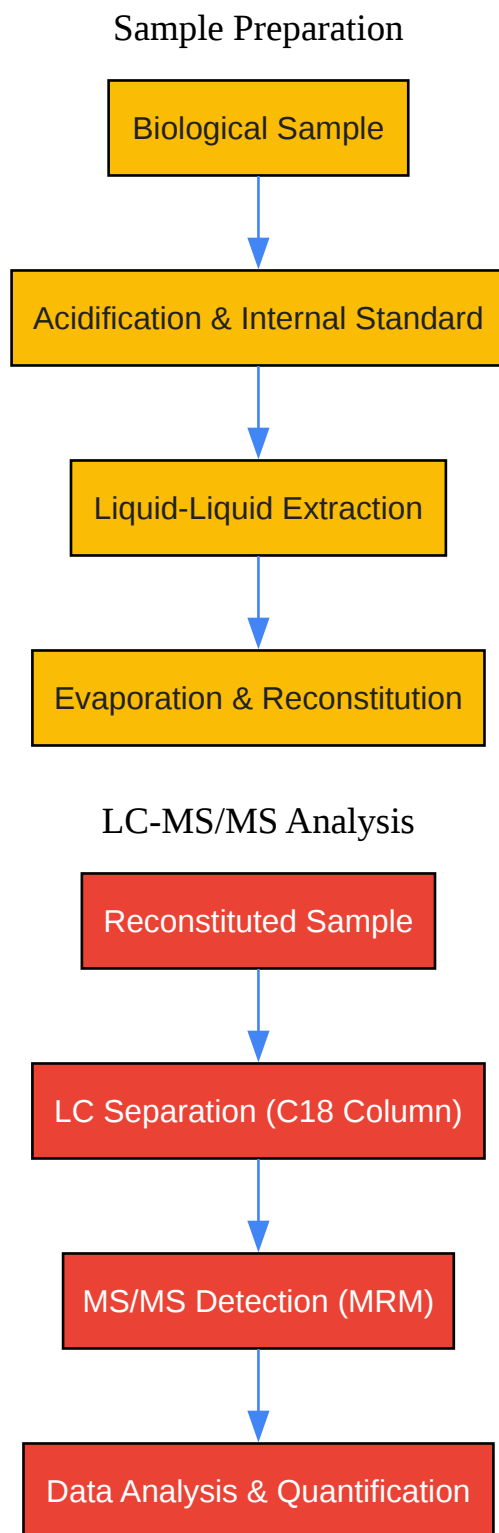 Sample Preparation
Biological Sample
Acidification & Internal Standard
Liquid-Liquid Extraction
Evaporation & Reconstitution
LC-MS/MS Analysis
Reconstituted Sample
LC Separation (C18 Column)
MS/MS Detection (MRM)
Data Analysis & Quantification